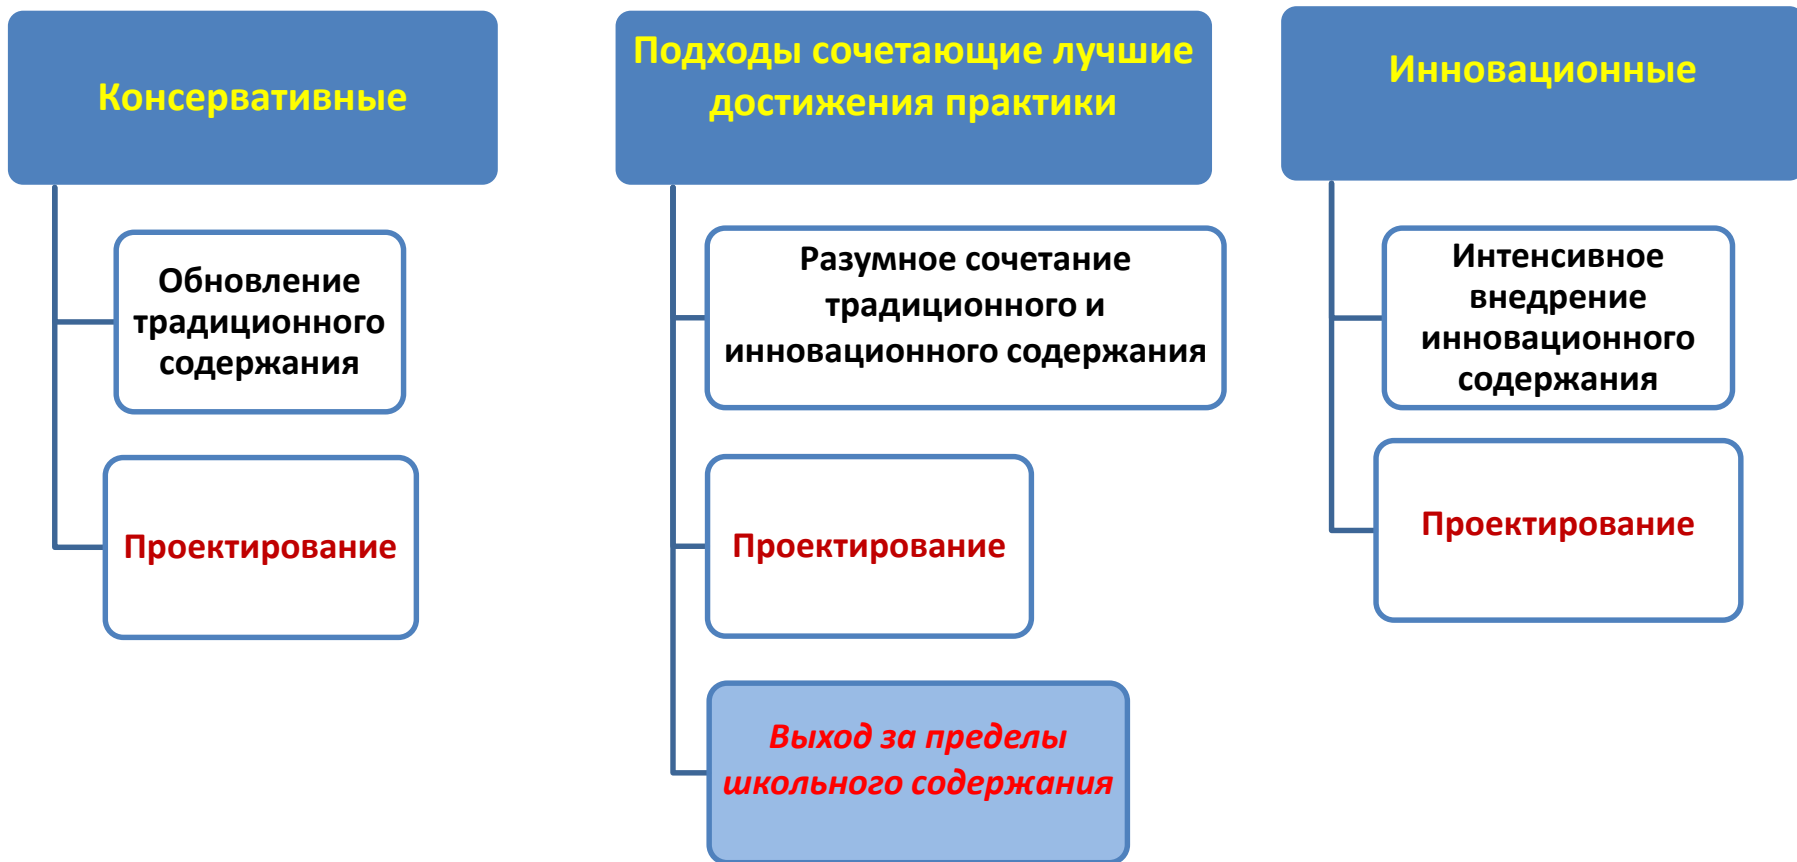 Консервативные
Обновление
традиционного
содержания
Проектирование
Подходы сочетающие лучшие
достижения практики
Разумное сочетание
традиционного и
инновационного содержания
Проектирование
Выход за пределы
школьного содержания
Инновационные
Интенсивное
внедрение
инновационного
содержания
Проектирование